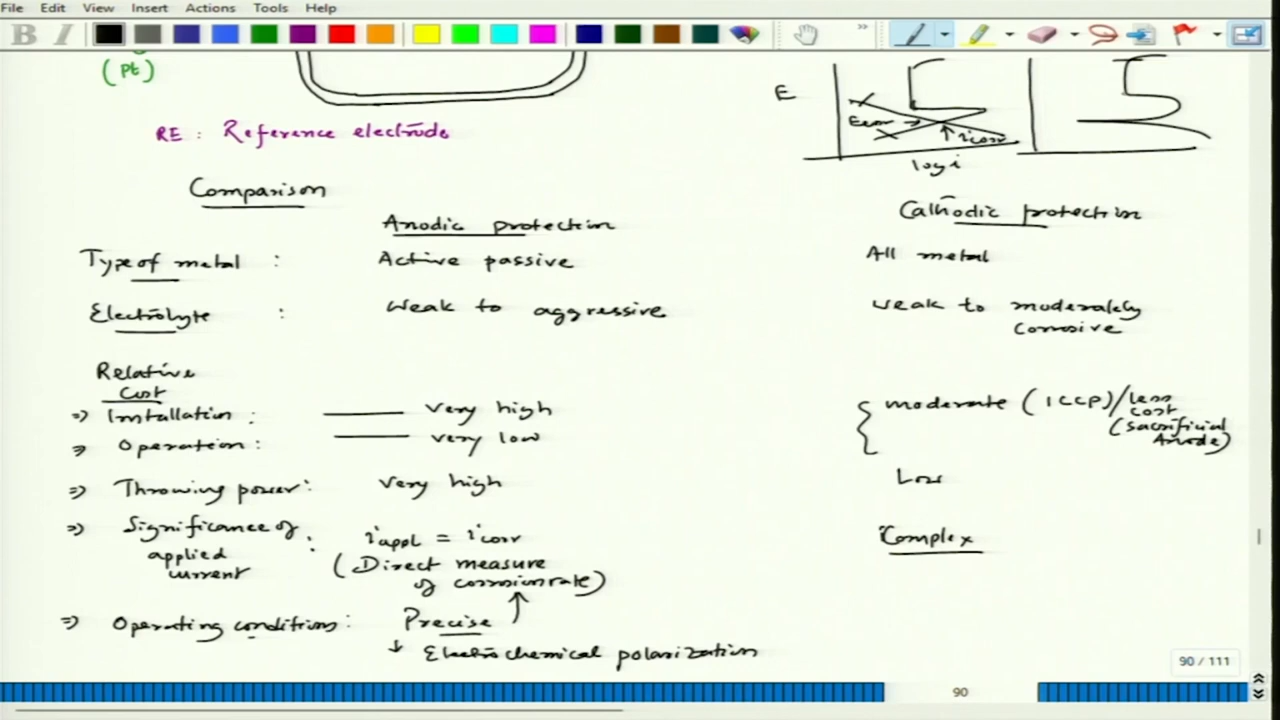 File Edit View Insert Actions Tools Help
B I
(Pt)
RE : Reference electrode
E
Ecorr
icorr
log i
Comparison
Anodic protection
Cathodic protection
Type of metal : Active passive All metal
Electrolyte : Weak to aggressive weak to moderately
corrosive
Relative
Cost
=> Installation : very high moderate (ICCP)/less
cost
(sacrificial
Anode)
=> Operation : very low
=> Throwing power : very high Low
=> Significance of
applied
current : iappl = icorr Complex
(Direct measure
of corrosion rate)
=> Operating conditions : Precise
Electrochemical polarization
90 / 111
90